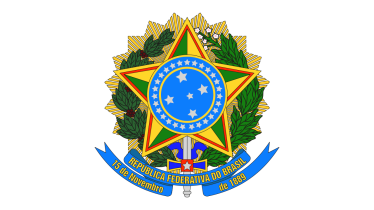 REPÚBLICA FEDERATIVA DO BRASIL
15 de Novembro
de 1889